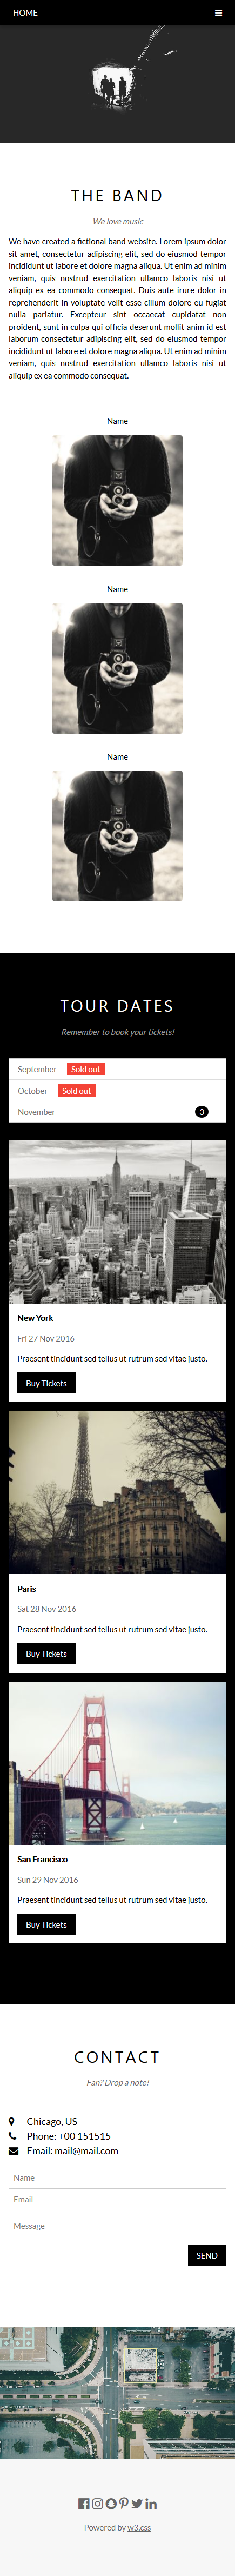 HOME
THE BAND
We love music
We have created a fictional band website. Lorem ipsum dolor
sit amet, consectetur adipiscing elit, sed do eiusmod tempor
incididunt ut labore et dolore magna aliqua. Ut enim ad minim
veniam, quis nostrud exercitation ullamco laboris nisi ut
aliquip ex ea commodo consequat. Duis aute irure dolor in
reprehenderit in voluptate velit esse cillum dolore eu fugiat
nulla pariatur. Excepteur sint occaecat cupidatat non
proident, sunt in culpa qui officia deserunt mollit anim id est
laborum consectetur adipiscing elit, sed do eiusmod tempor
incididunt ut labore et dolore magna aliqua. Ut enim ad minim
veniam, quis nostrud exercitation ullamco laboris nisi ut
aliquip ex ea commodo consequat.
Name
Name
Name
TOUR DATES
Remember to book your tickets!
September Sold out
October Sold out
November 3
New York
Fri 27 Nov 2016
Praesent tincidunt sed tellus ut rutrum sed vitae justo.
Buy Tickets
Paris
Sat 28 Nov 2016
Praesent tincidunt sed tellus ut rutrum sed vitae justo.
Buy Tickets
San Francisco
Sun 29 Nov 2016
Praesent tincidunt sed tellus ut rutrum sed vitae justo.
Buy Tickets
CONTACT
Fan? Drop a note!
Chicago, US
Phone: +00 151515
Email: mail@mail.com
Name
Email
Message
SEND
Powered by w3.css